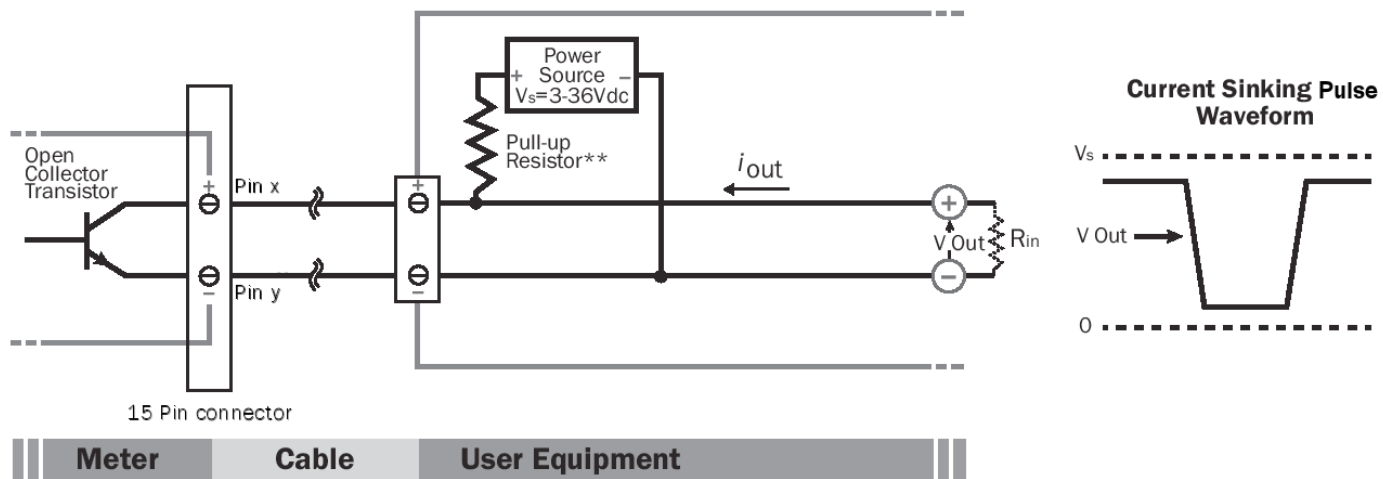 Power
+ Source −
Vs=3-36Vdc
Current Sinking Pulse
Waveform
Open
Collector
Transistor
Pull-up
Resistor**
Vs
+
Pin x
+
i out
+
V Out
Rin
V Out
−
Pin y
−
−
0
15 Pin connector
Meter
Cable
User Equipment